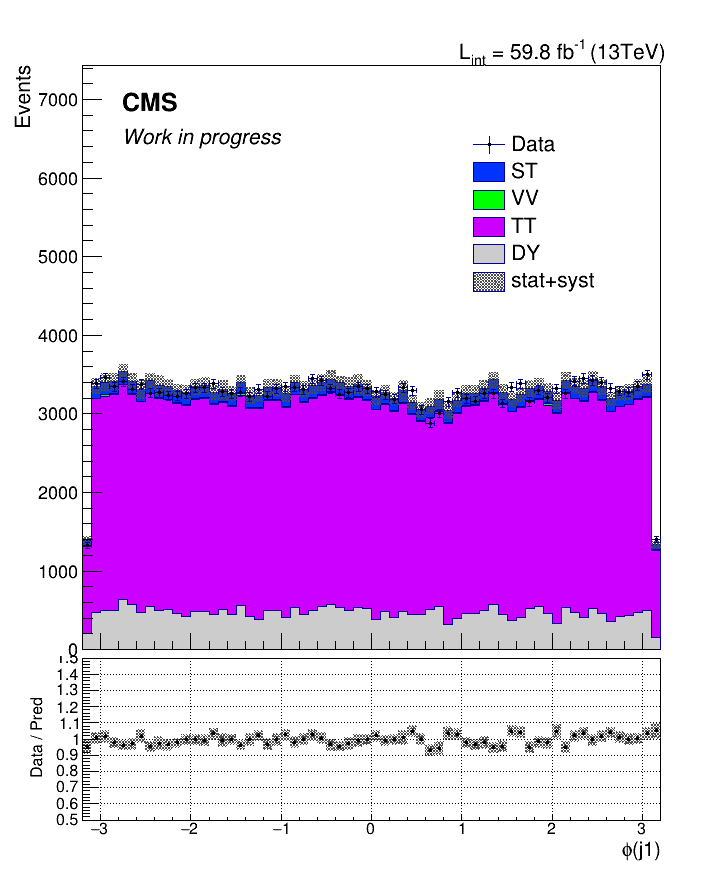 L_int = 59.8 fb^-1 (13TeV)
Events
CMS
Work in progress
Data
ST
VV
TT
DY
stat+syst
7000
6000
5000
4000
3000
2000
1000
0
Data / Pred
1.5
1.4
1.3
1.2
1.1
1
0.9
0.8
0.7
0.6
0.5
−3 −2 −1 0 1 2 3
ϕ(j1)